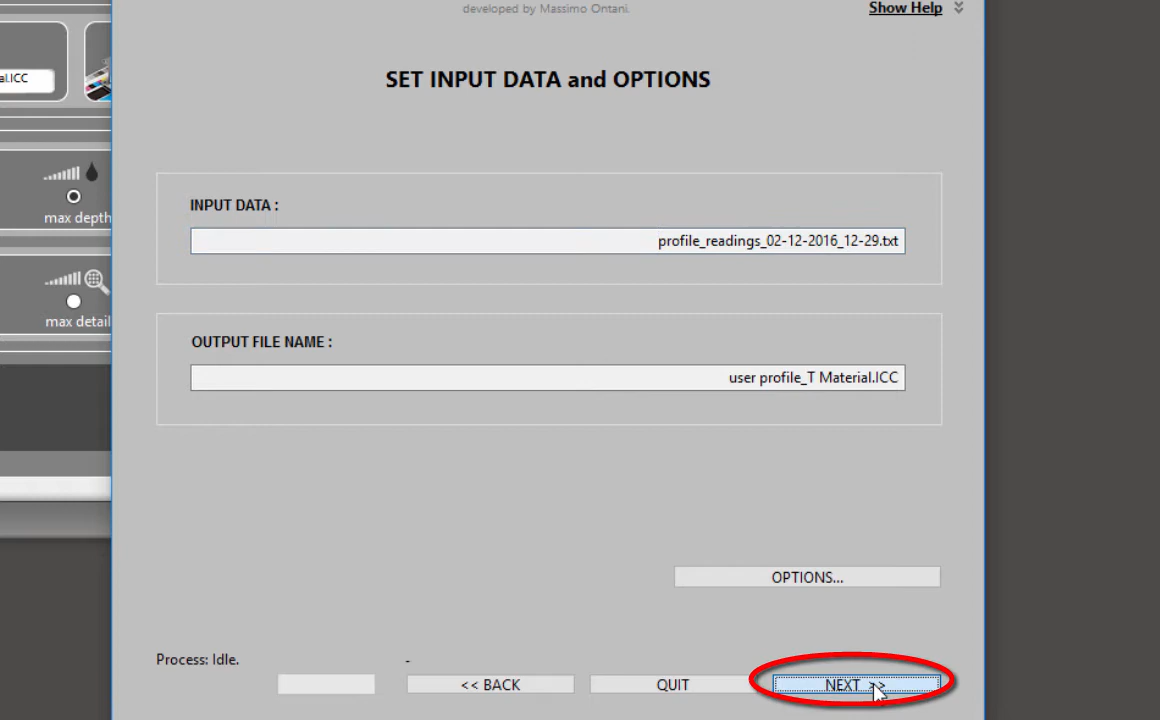 developed by Massimo Ontani.
Show Help
al.ICC
SET INPUT DATA and OPTIONS
max depth
INPUT DATA :
profile_readings_02-12-2016_12-29.txt
max detail
OUTPUT FILE NAME :
user profile_T Material.ICC
OPTIONS...
Process: Idle.
-
<< BACK
QUIT
NEXT >>